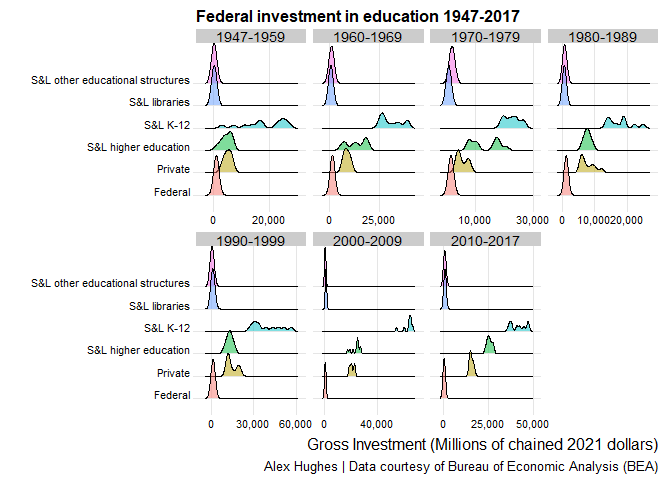 Federal investment in education 1947-2017
1947-1959 1960-1969 1970-1979 1980-1989
S&L other educational structures
S&L libraries
S&L K-12
S&L higher education
Private
Federal
0 20,000 0 25,000 10,000 30,000 0 10,000 20,000
1990-1999 2000-2009 2010-2017
S&L other educational structures
S&L libraries
S&L K-12
S&L higher education
Private
Federal
0 30,000 60,000 0 40,000 0 25,000 50,000
Gross Investment (Millions of chained 2021 dollars)
Alex Hughes | Data courtesy of Bureau of Economic Analysis (BEA)